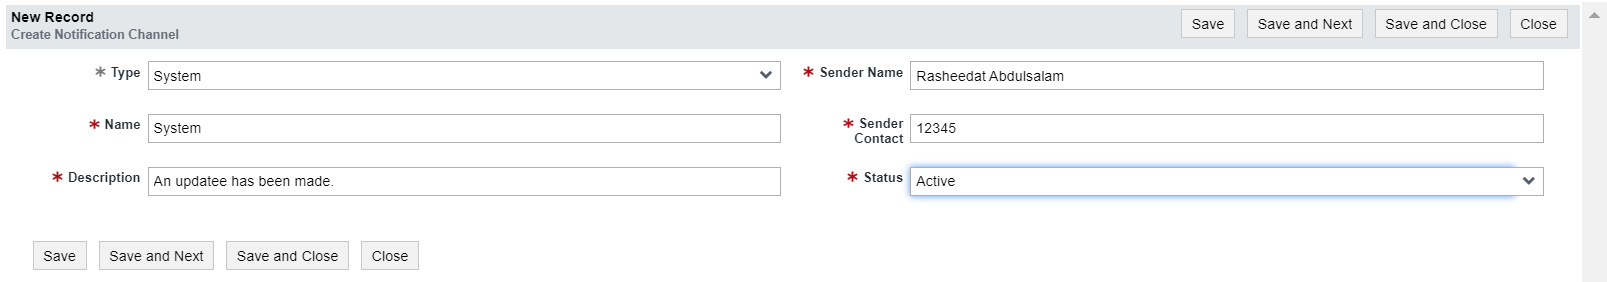 New Record
Create Notification Channel
Save Save and Next Save and Close Close
* Type System
* Sender Name Rasheedat Abdulsalam
* Name System
* Sender Contact 12345
* Description An updatee has been made.
* Status Active
Save Save and Next Save and Close Close